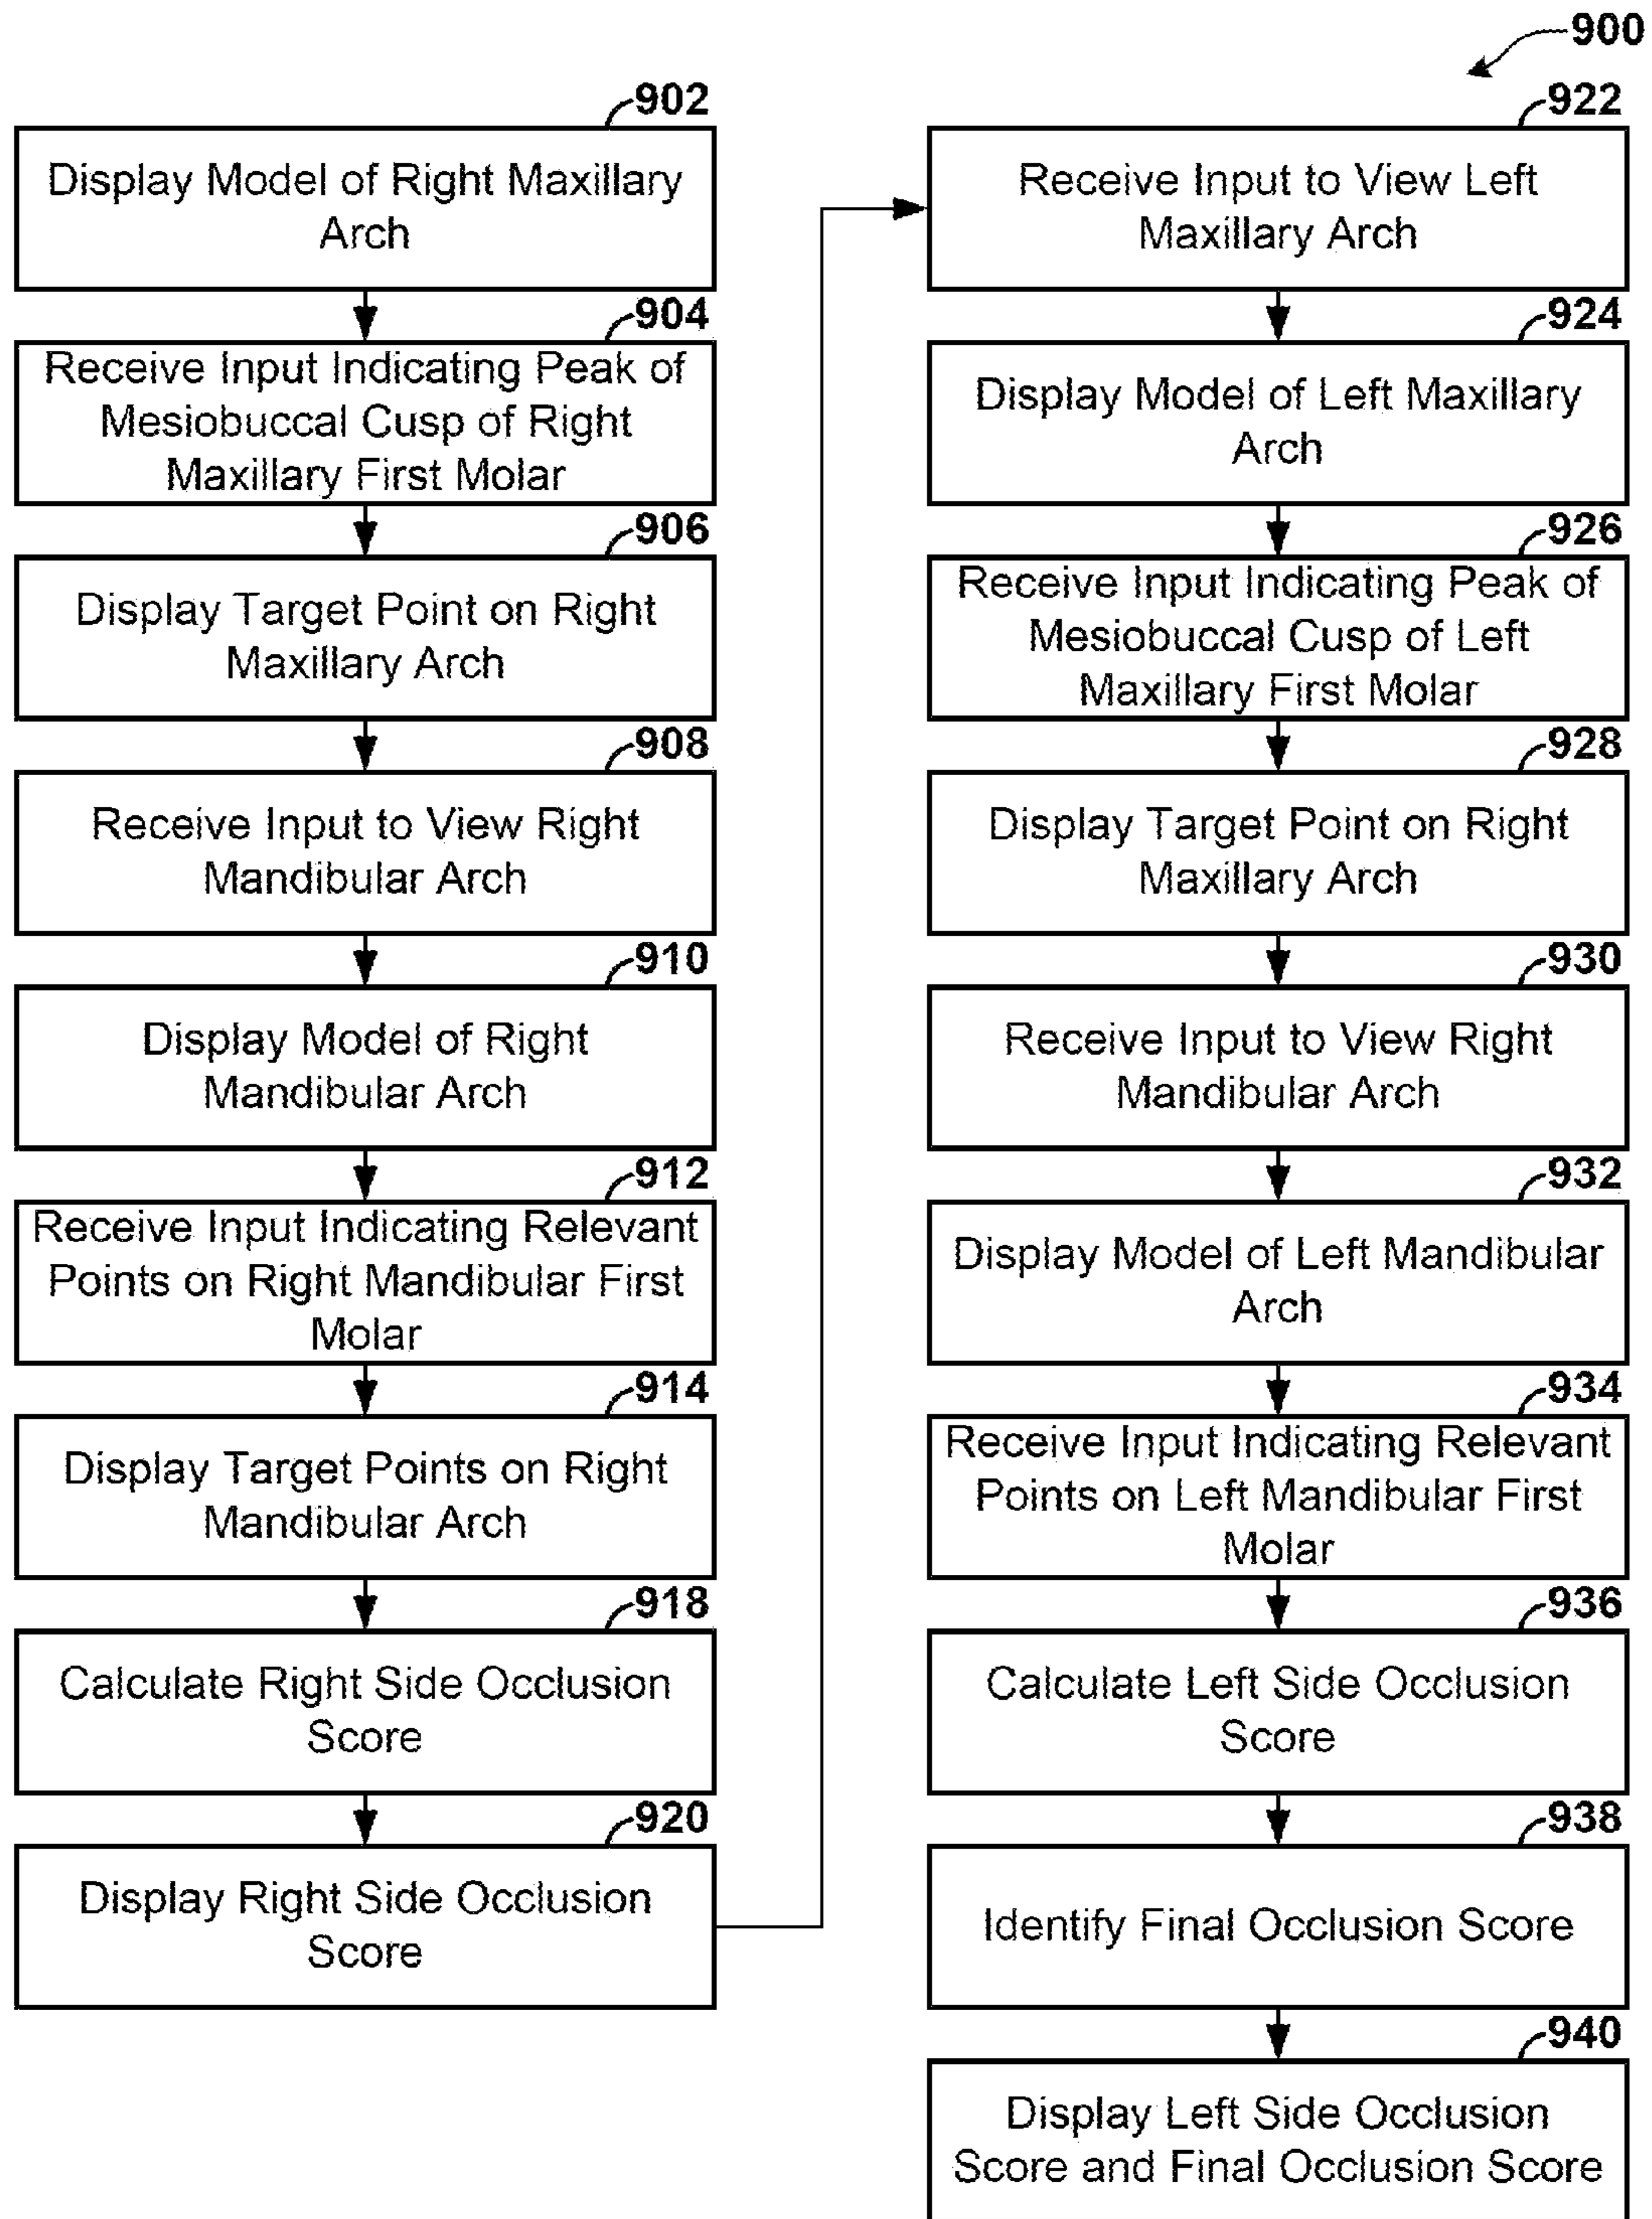 900
902
Display Model of Right Maxillary
Arch
904
Receive Input Indicating Peak of
Mesiobuccal Cusp of Right
Maxillary First Molar
906
Display Target Point on Right
Maxillary Arch
908
Receive Input to View Right
Mandibular Arch
910
Display Model of Right
Mandibular Arch
912
Receive Input Indicating Relevant
Points on Right Mandibular First
Molar
914
Display Target Points on Right
Mandibular Arch
918
Calculate Right Side Occlusion
Score
920
Display Right Side Occlusion
Score
922
Receive Input to View Left
Maxillary Arch
924
Display Model of Left Maxillary
Arch
926
Receive Input Indicating Peak of
Mesiobuccal Cusp of Left
Maxillary First Molar
928
Display Target Point on Right
Maxillary Arch
930
Receive Input to View Right
Mandibular Arch
932
Display Model of Left Mandibular
Arch
934
Receive Input Indicating Relevant
Points on Left Mandibular First
Molar
936
Calculate Left Side Occlusion
Score
938
Identify Final Occlusion Score
940
Display Left Side Occlusion
Score and Final Occlusion Score